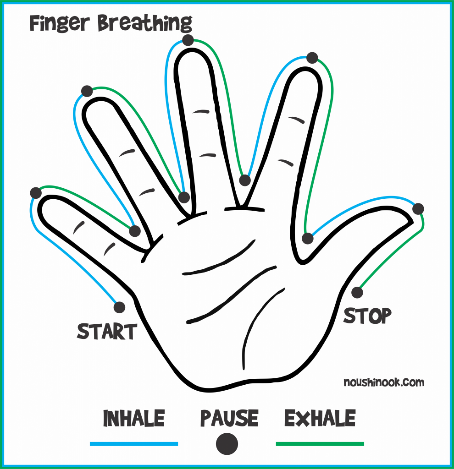 Finger Breathing
START
STOP
noushinook.com
INHALE PAUSE EXHALE